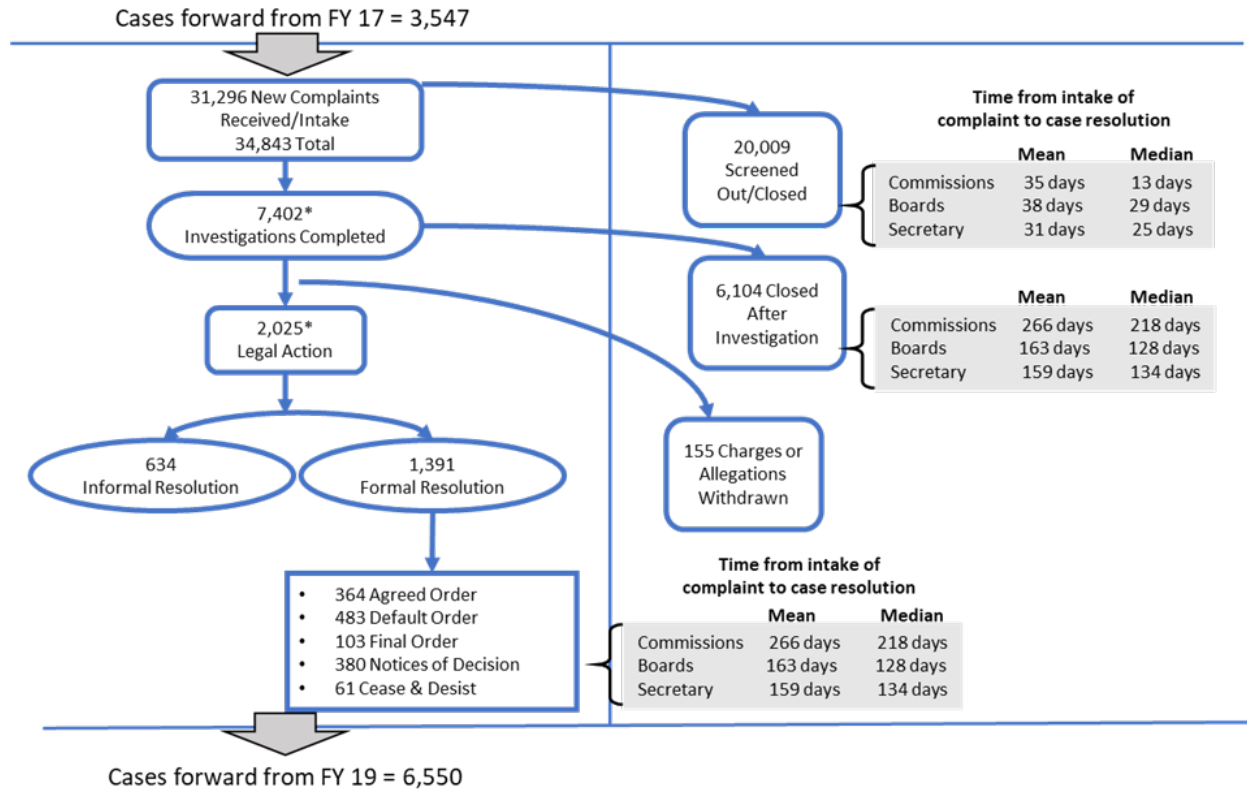 Cases forward from FY 17 = 3,547
31,296 New Complaints
Received/Intake
34,843 Total
20,009
Screened
Out/Closed
Time from intake of
complaint to case resolution
Mean Median
Commissions 35 days 13 days
Boards 38 days 29 days
Secretary 31 days 25 days
7,402*
Investigations Completed
6,104 Closed
After
Investigation
Mean Median
Commissions 266 days 218 days
Boards 163 days 128 days
Secretary 159 days 134 days
2,025*
Legal Action
155 Charges or
Allegations
Withdrawn
634
Informal Resolution
1,391
Formal Resolution
• 364 Agreed Order
• 483 Default Order
• 103 Final Order
• 380 Notices of Decision
• 61 Cease & Desist
Time from intake of
complaint to case resolution
Mean Median
Commissions 266 days 218 days
Boards 163 days 128 days
Secretary 159 days 134 days
Cases forward from FY 19 = 6,550